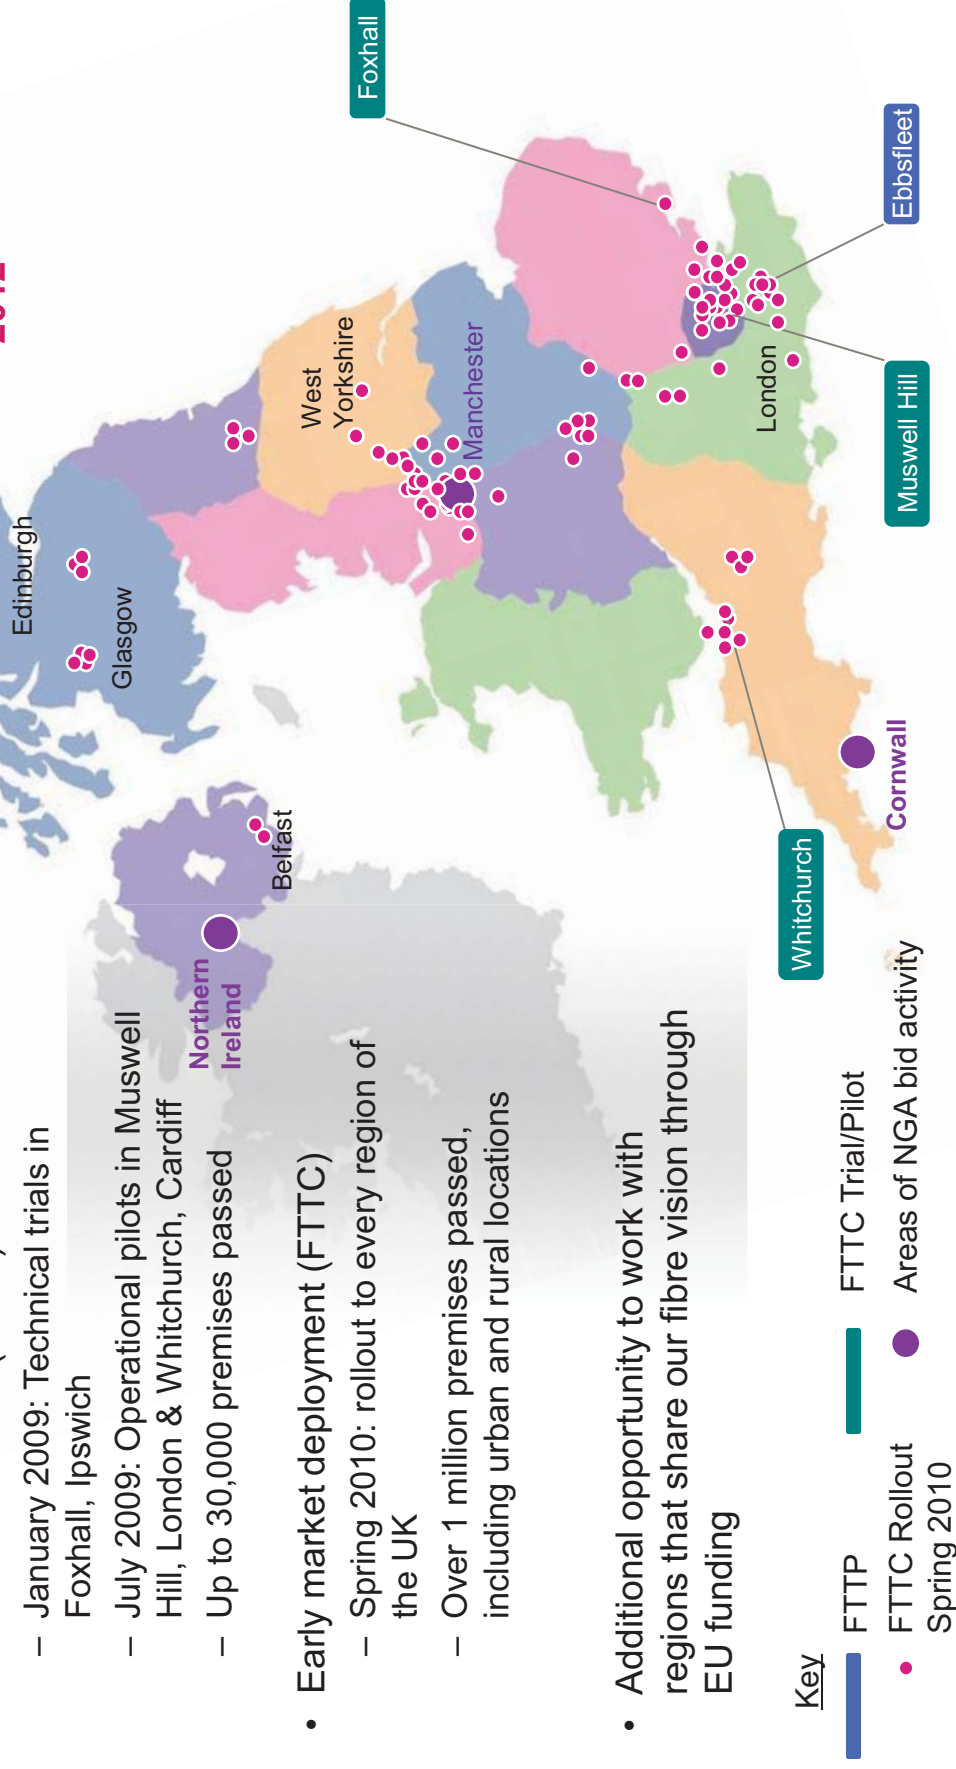 – January 2009: Technical trials in
Foxhall, Ipswich
– July 2009: Operational pilots in Muswell
Hill, London & Whitchurch, Cardiff
– Up to 30,000 premises passed
• Early market deployment (FTTC)
– Spring 2010: rollout to every region of
the UK
– Over 1 million premises passed,
including urban and rural locations
• Additional opportunity to work with
regions that share our fibre vision through
EU funding
Key
FTTP
FTTC Trial/Pilot
FTTC Rollout
Spring 2010
Areas of NGA bid activity
Edinburgh
Glasgow
Northern
Ireland
Belfast
West
Yorkshire
Manchester
London
Cornwall
Whitchurch
Foxhall
Ebbsfleet
Muswell Hill